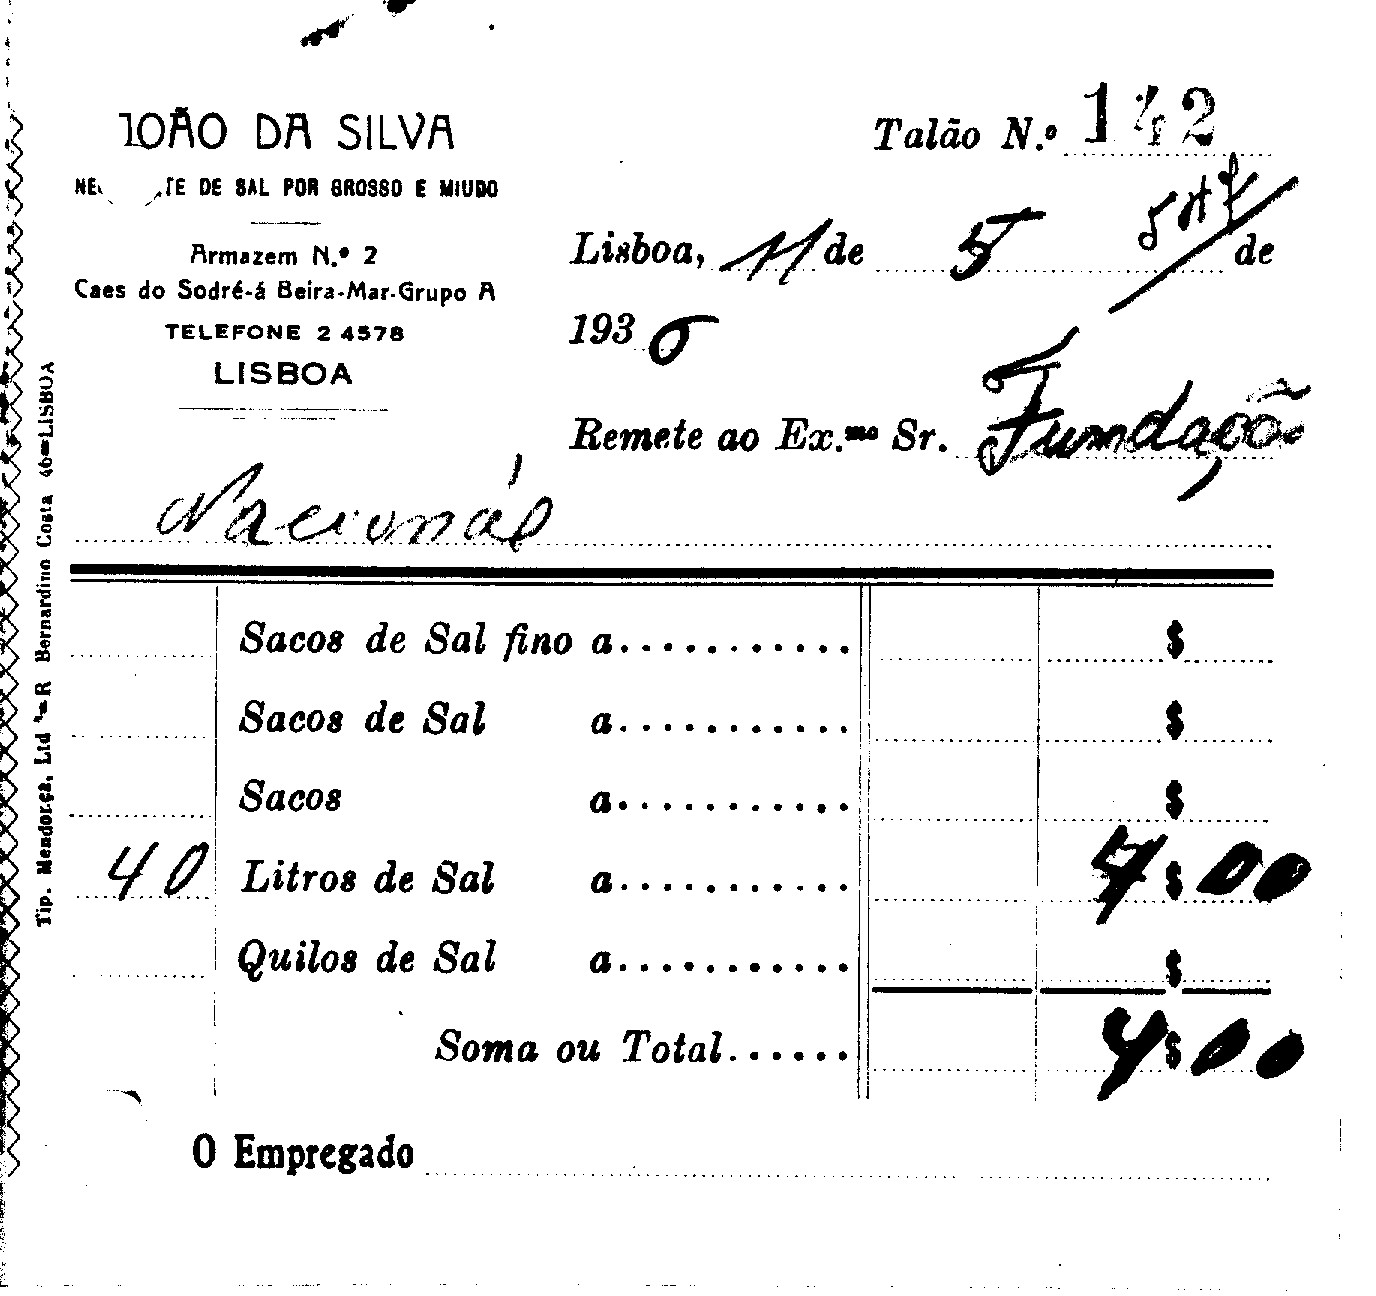 JOÃO DA SILVA
DE SAL POR GROSSO E MIUDO
Armazem N.º 2
Caes do Sodré-á Beira-Mar-Grupo A
TELEFONE 2 4578
LISBOA
Talão N.º 142
Lisboa, 11 de 5 de
1936
Remete ao Ex.mo Sr. Fundação
Nacional
Sacos de Sal fino a........... $
Sacos de Sal a........... $
Sacos a........... $
40 Litros de Sal a........... 4$00
Quilos de Sal a........... $
Soma ou Total...... 4$00
O Empregado
Tip. Mendonça, Ltd R Bernardino Costa 46=LISBOA